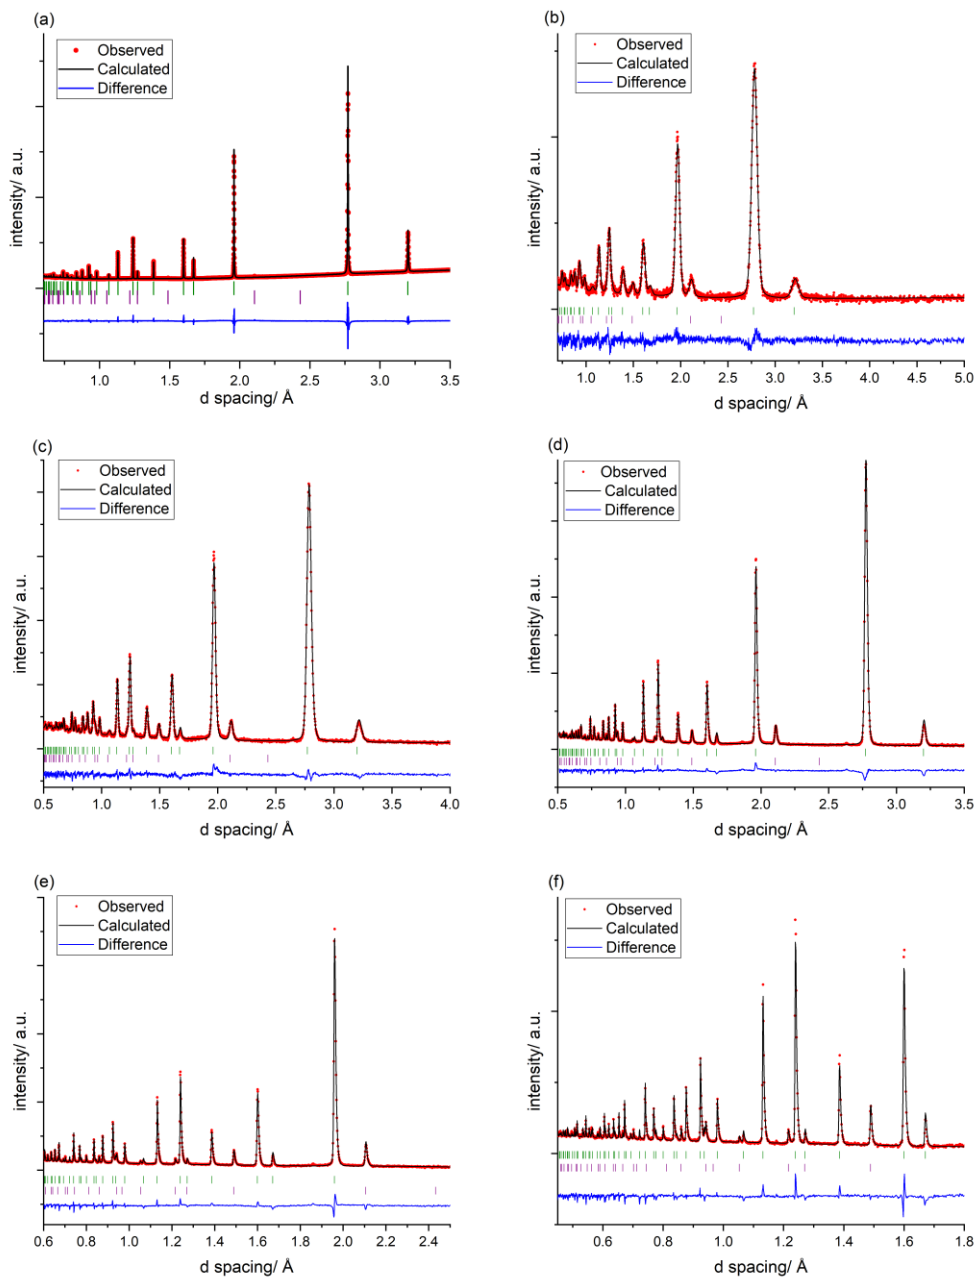 (a)
Observed
Calculated
Difference
intensity/ a.u.
1.0 1.5 2.0 2.5 3.0 3.5
d spacing/ Å
(b)
Observed
Calculated
Difference
intensity/ a.u.
1.0 1.5 2.0 2.5 3.0 3.5 4.0 4.5 5.0
d spacing/ Å
(c)
Observed
Calculated
Difference
intensity/ a.u.
0.5 1.0 1.5 2.0 2.5 3.0 3.5 4.0
d spacing/ Å
(d)
Observed
Calculated
Difference
intensity/ a.u.
0.5 1.0 1.5 2.0 2.5 3.0 3.5
d spacing/ Å
(e)
Observed
Calculated
Difference
intensity/ a.u.
0.6 0.8 1.0 1.2 1.4 1.6 1.8 2.0 2.2 2.4
d spacing/ Å
(f)
Observed
Calculated
Difference
intensity/ a.u.
0.6 0.8 1.0 1.2 1.4 1.6 1.8
d spacing/ Å